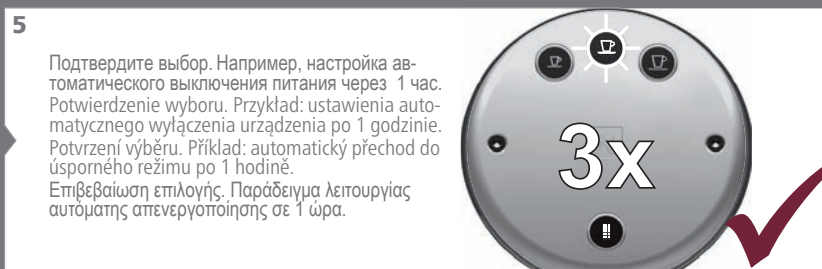 5
Подтвердите выбор. Например, настройка ав-
томатического выключения питания через 1 час.
Potwierdzenie wyboru. Przykład: ustawienia auto-
matycznego wyłączenia urządzenia po 1 godzinie.
Potvrzení výběru. Příklad: automatický přechod do
úsporného režimu po 1 hodině.
Επιβεβαίωση επιλογής. Παράδειγμα λειτουργίας
αυτόματης απενεργοποίησης σε 1 ώρα.
3x